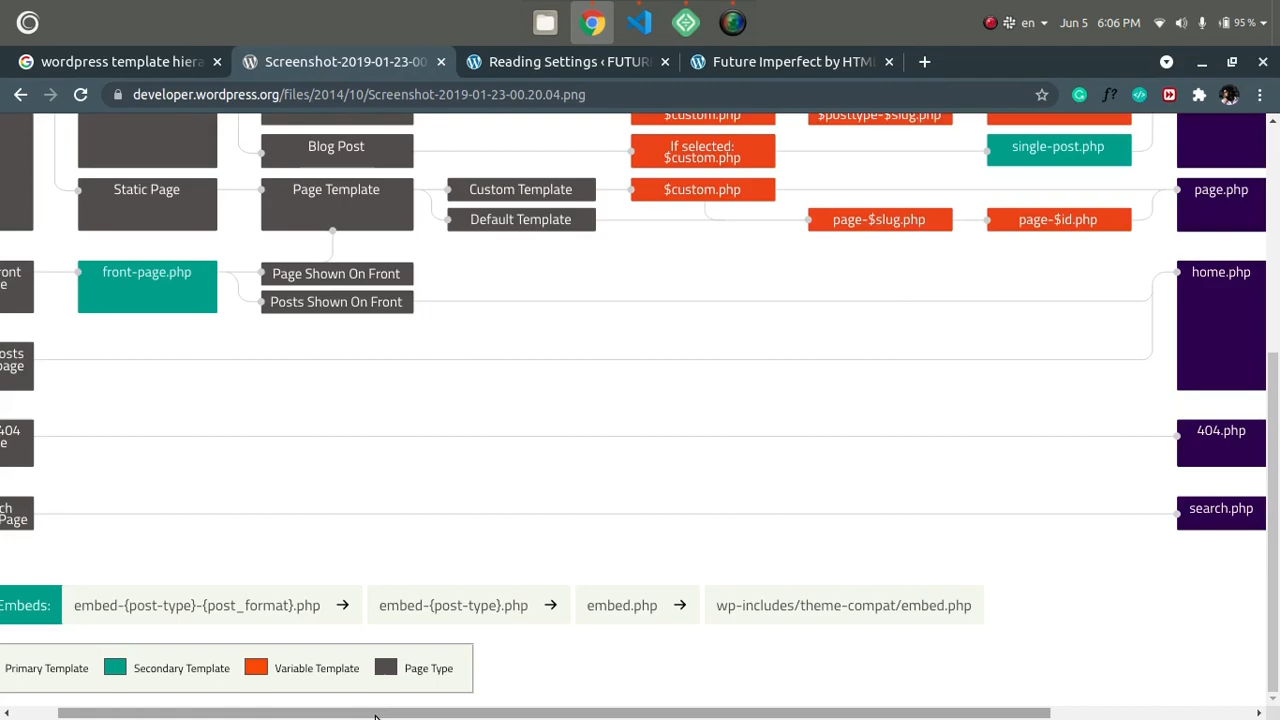 en
Jun 5
6:06 PM
95 %
wordpress template hiera
Screenshot-2019-01-23-00
Reading Settings ‹ FUTUR
Future Imperfect by HTML
developer.wordpress.org/files/2014/10/Screenshot-2019-01-23-00.20.04.png
$custom.php
$posttype-$slug.php
Blog Post
If selected:
$custom.php
single-post.php
Static Page
Page Template
Custom Template
$custom.php
page.php
Default Template
page-$slug.php
page-$id.php
ront
e
front-page.php
Page Shown On Front
home.php
Posts Shown On Front
osts
page
404
e
404.php
ch
Page
search.php
Embeds:
embed-{post-type}-{post_format}.php
embed-{post-type}.php
embed.php
wp-includes/theme-compat/embed.php
Primary Template
Secondary Template
Variable Template
Page Type